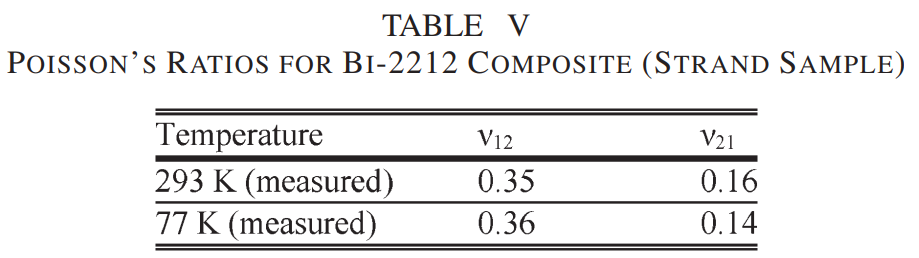 TABLE V
POISSON'S RATIOS FOR BI-2212 COMPOSITE (STRAND SAMPLE)
Temperature ν12 ν21
293 K (measured) 0.35 0.16
77 K (measured) 0.36 0.14